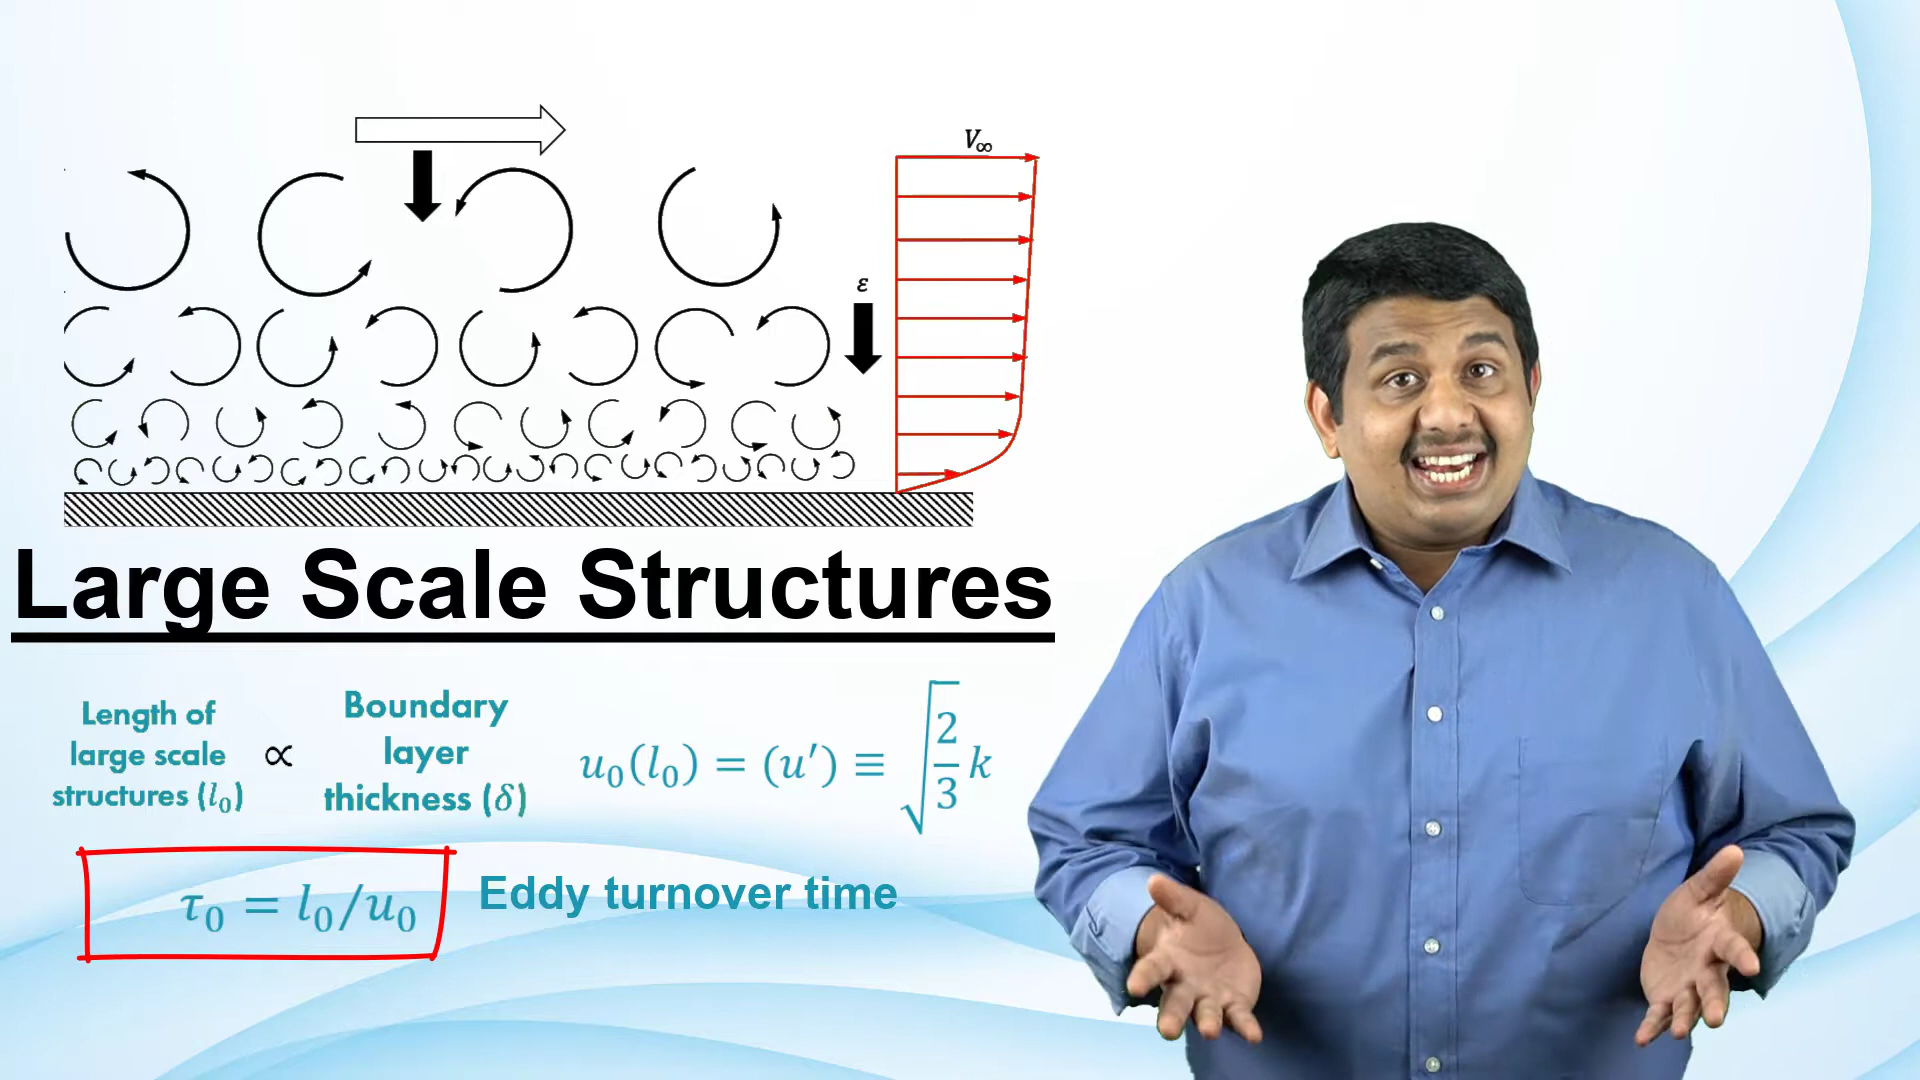 V∞
ε
Large Scale Structures
Length of
large scale
structures (l₀)
∝
Boundary
layer
thickness (δ)
u₀(l₀) = (u′) ≡ √(2/3) k
τ₀ = l₀/u₀
Eddy turnover time